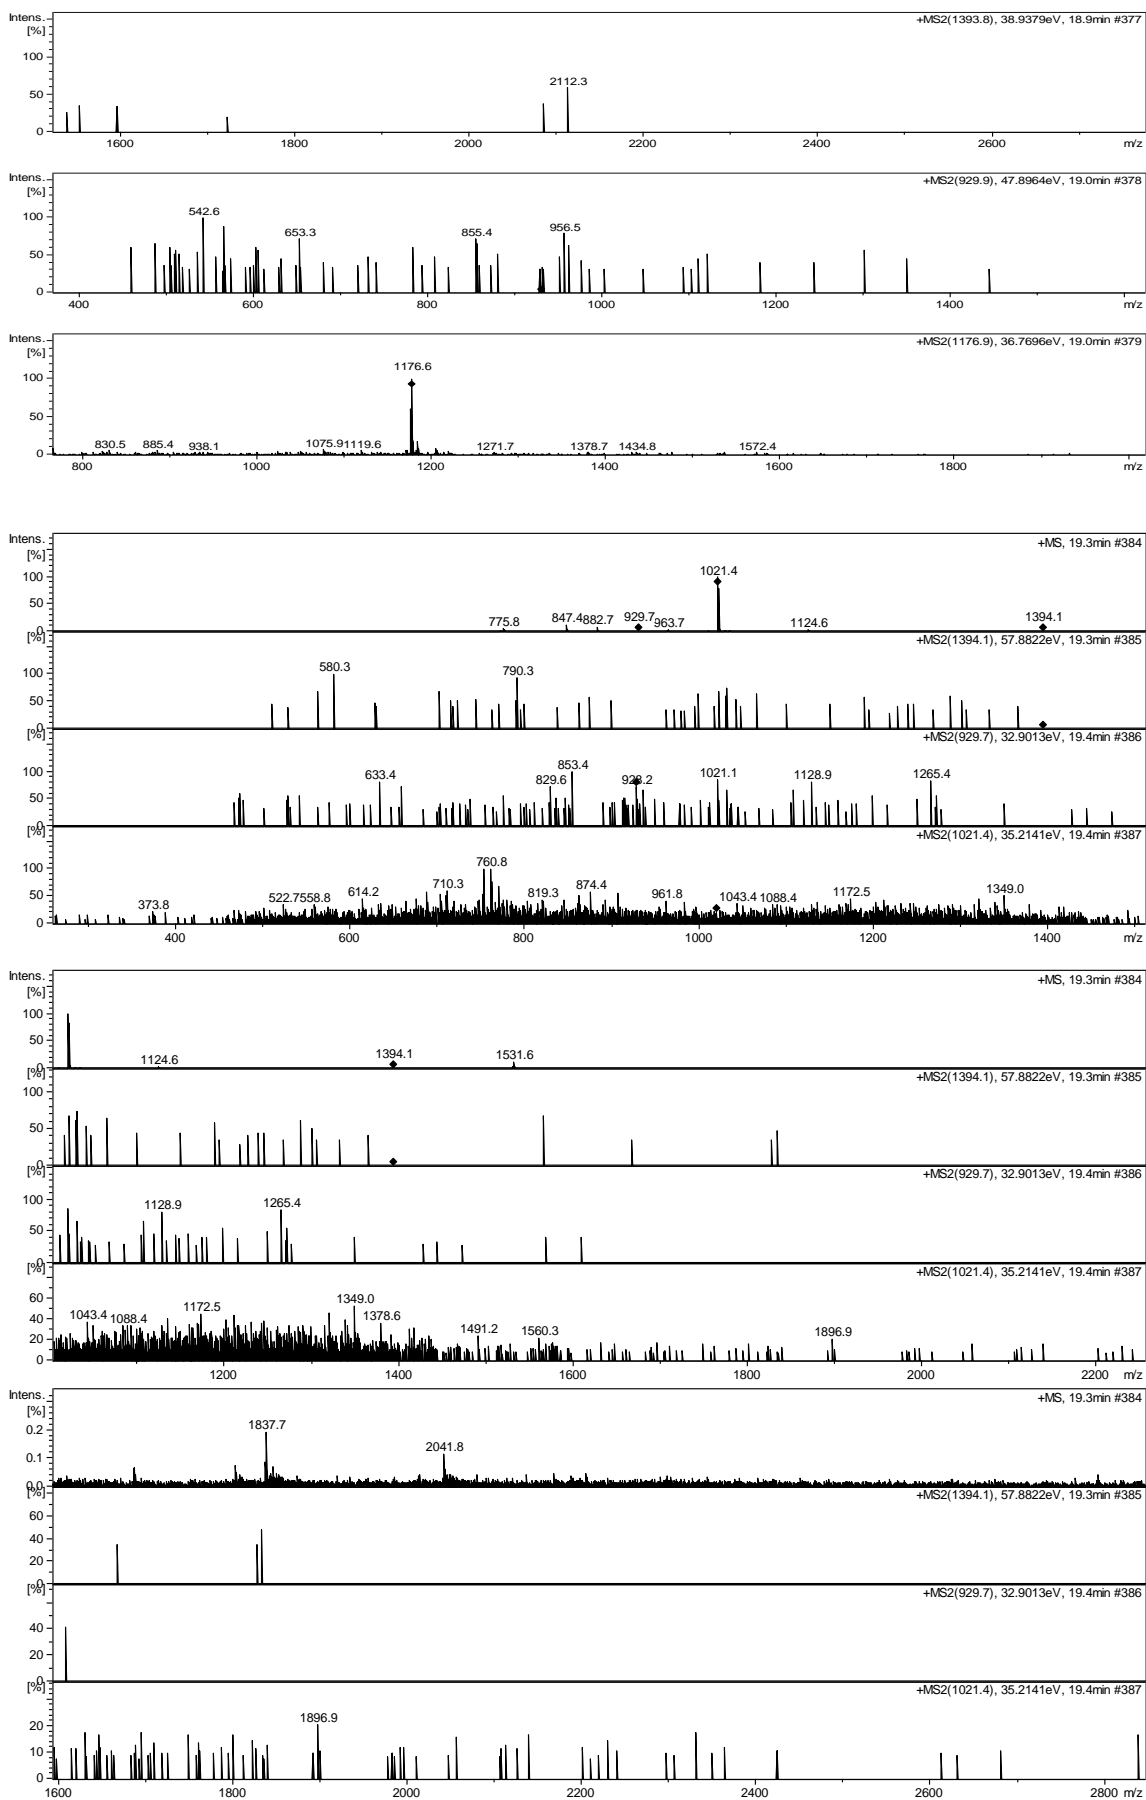 Intens.
[%]
+MS2(1393.8), 38.9379eV, 18.9min #377
100
2112.3
50
0
1600 1800 2000 2200 2400 2600 m/z
Intens.
[%]
+MS2(929.9), 47.8964eV, 19.0min #378
100
542.6
653.3 855.4 956.5
50
0
400 600 800 1000 1200 1400 m/z
Intens.
[%]
+MS2(1176.9), 36.7696eV, 19.0min #379
1176.6
100
50
830.5 885.4 938.1 1075.9 1119.6 1271.7 1378.7 1434.8 1572.4
0
800 1000 1200 1400 1600 1800 m/z
Intens.
[%]
+MS, 19.3min #384
1021.4
100
50
775.8 847.4 882.7 929.7 963.7 1124.6 1394.1
0
[%]
+MS2(1394.1), 57.8822eV, 19.3min #385
580.3 790.3
100
50
0
[%]
+MS2(929.7), 32.9013eV, 19.4min #386
100
633.4 829.6 853.4 928.2 1021.1 1128.9 1265.4
50
0
[%]
+MS2(1021.4), 35.2141eV, 19.4min #387
100
760.8
50
373.8 522.7 558.8 614.2 710.3 819.3 874.4 961.8 1043.4 1088.4 1172.5 1349.0
0
400 600 800 1000 1200 1400 m/z
Intens.
[%]
+MS, 19.3min #384
100
50
1124.6 1394.1 1531.6
0
[%]
+MS2(1394.1), 57.8822eV, 19.3min #385
100
50
0
[%]
+MS2(929.7), 32.9013eV, 19.4min #386
100
1128.9 1265.4
50
0
[%]
+MS2(1021.4), 35.2141eV, 19.4min #387
60
1043.4 1088.4 1172.5 1349.0 1378.6
40
1491.2 1560.3 1896.9
20
0
1200 1400 1600 1800 2000 2200 m/z
Intens.
[%]
+MS, 19.3min #384
1837.7
0.2
2041.8
0.1
0.0
[%]
+MS2(1394.1), 57.8822eV, 19.3min #385
60
40
20
0
[%]
+MS2(929.7), 32.9013eV, 19.4min #386
40
20
0
[%]
+MS2(1021.4), 35.2141eV, 19.4min #387
1896.9
20
10
0
1600 1800 2000 2200 2400 2600 2800 m/z